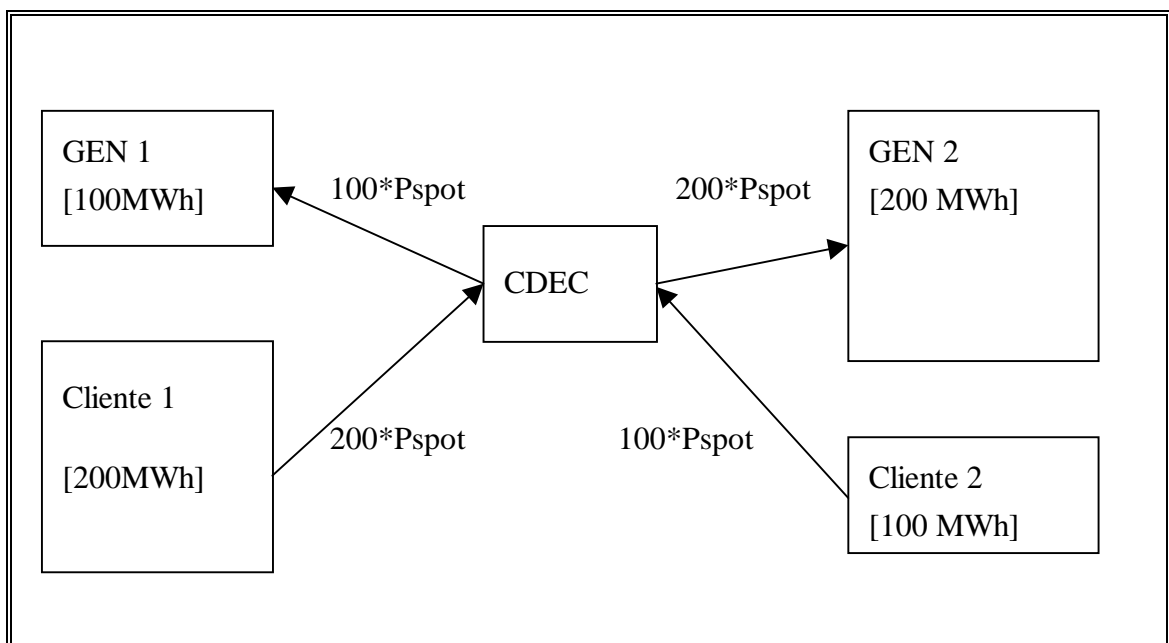 GEN 1
[100MWh]
100*Pspot
200*Pspot
GEN 2
[200 MWh]
CDEC
Cliente 1
[200MWh]
200*Pspot
100*Pspot
Cliente 2
[100 MWh]